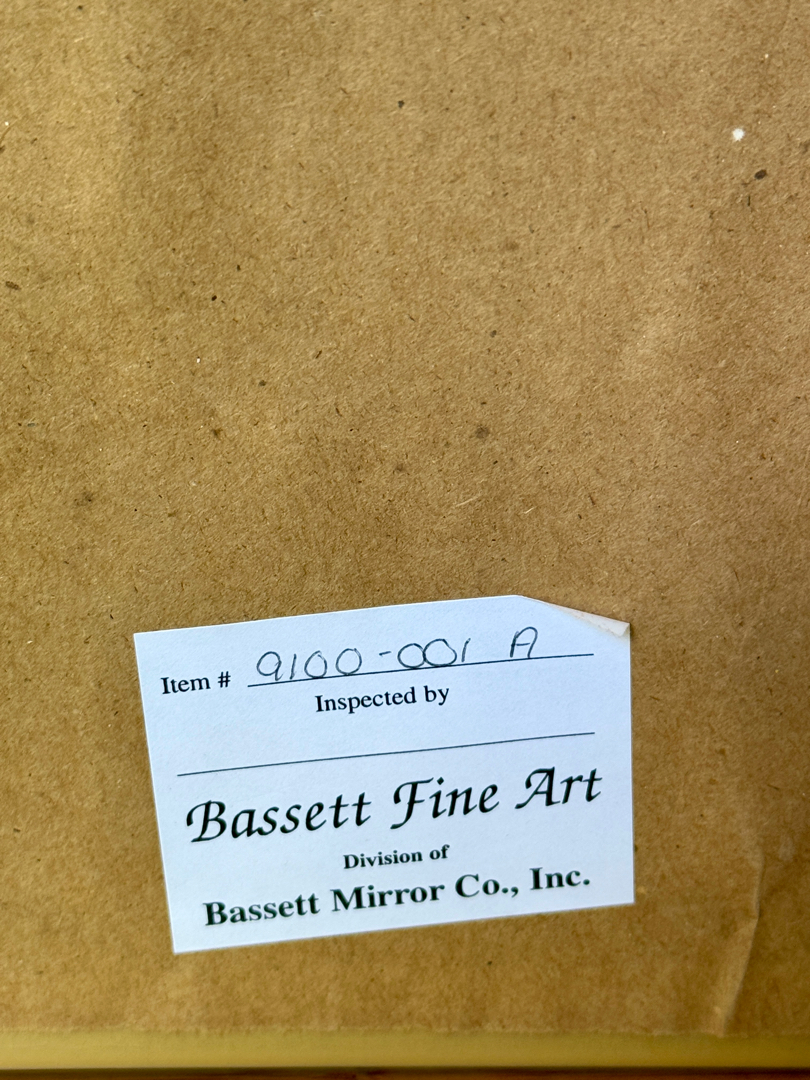 Item # 9100-001 A
Inspected by
Bassett Fine Art
Division of
Bassett Mirror Co., Inc.